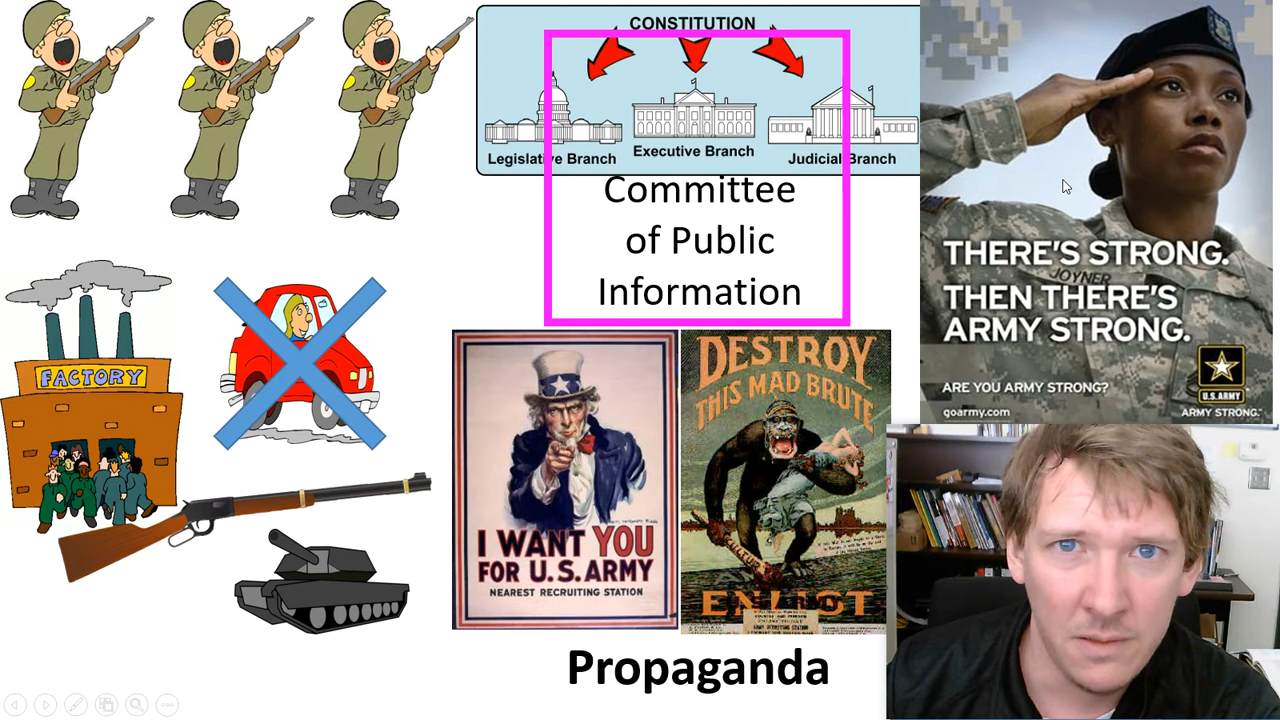 CONSTITUTION
Legislative Branch
Executive Branch
Judicial Branch
Committee
of Public
Information
THERE'S STRONG.
JOYNER
THEN THERE'S
ARMY STRONG.
ARE YOU ARMY STRONG?
goarmy.com
U.S.ARMY
ARMY STRONG.
FACTORY
I WANT YOU
FOR U.S. ARMY
NEAREST RECRUITING STATION
DESTROY
THIS MAD BRUTE
ENLIST
Propaganda